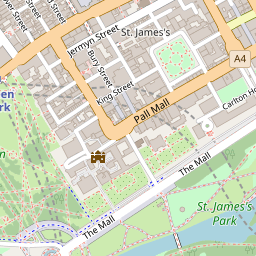 Jermyn Street
St. James's
Bury Street
King Street
Pall Mall
A4
Carlton Ho
The Mall
The Mall
St. James's
Park